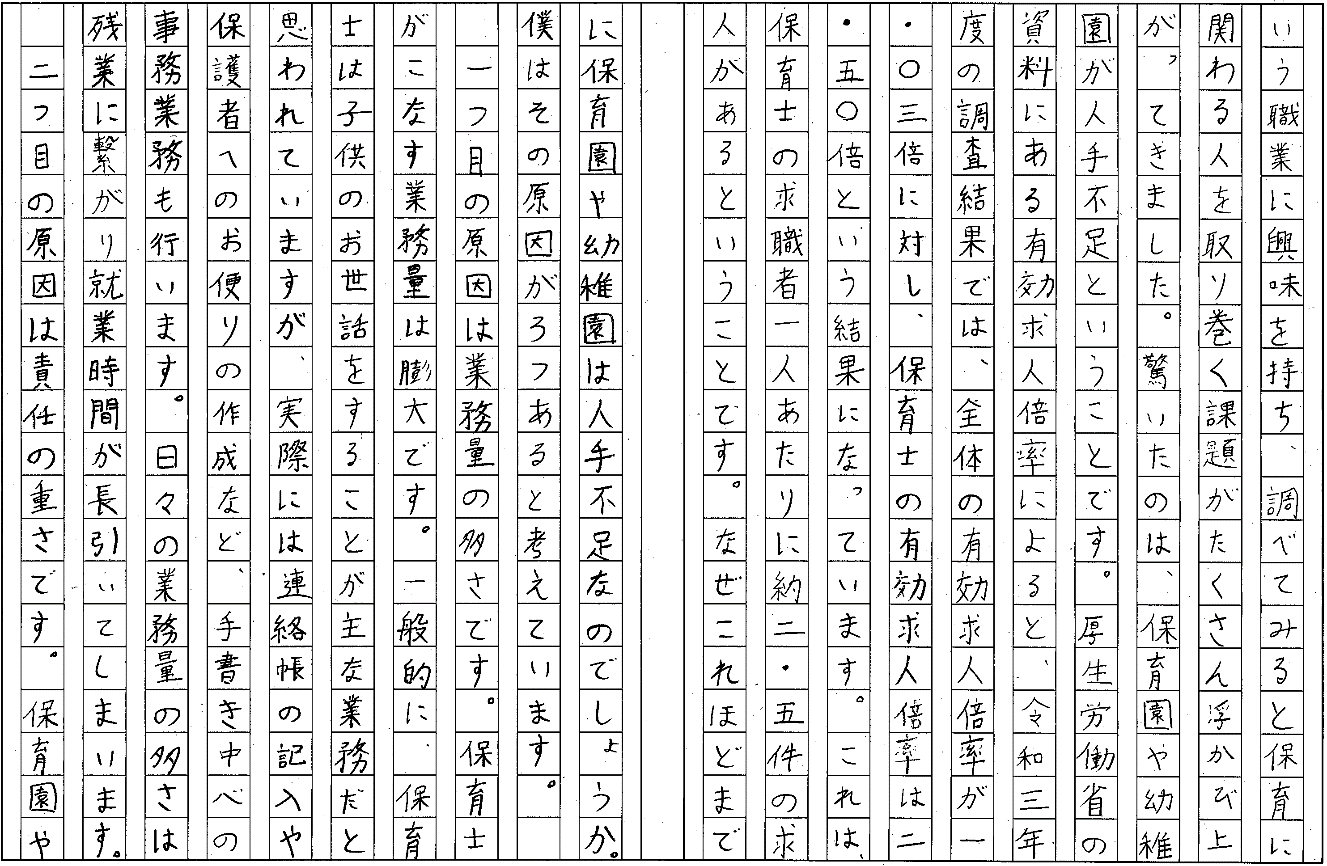 いう職業に興味を持ち、調べてみると保育に
関わる人を取り巻く課題がたくさん浮かび上
が。ってきました。驚いたのは、保育園や幼稚
園が人手不足ということです。厚生労働省の
資料にある有効求人倍率によると、令和三年
度の調査結果では、全体の有効求人倍率が一
・〇三倍に対し、保育士の有効求人倍率は二
・五〇倍という結果になっています。これは、
保育士の求職者一人あたりに約二・五件の求
人があるということです。なぜこれほどまで
に保育園や幼稚園は人手不足なのでしょうか。
僕はその原因がろつあると考えています。
一つ目の原因は業務量の多さです。保育士
がこなす業務量は膨大です。一般的に、保育
士は子供のお世話をすることが主な業務だと
思われていますが、実際には連絡帳の記入や
保護者へのお便りの作成など、手書き中べの
事務業務も行います。日々の業務量の多さは
残業に繋がり就業時間が長引いてしまいます。
二つ目の原因は責任の重さです。保育園や